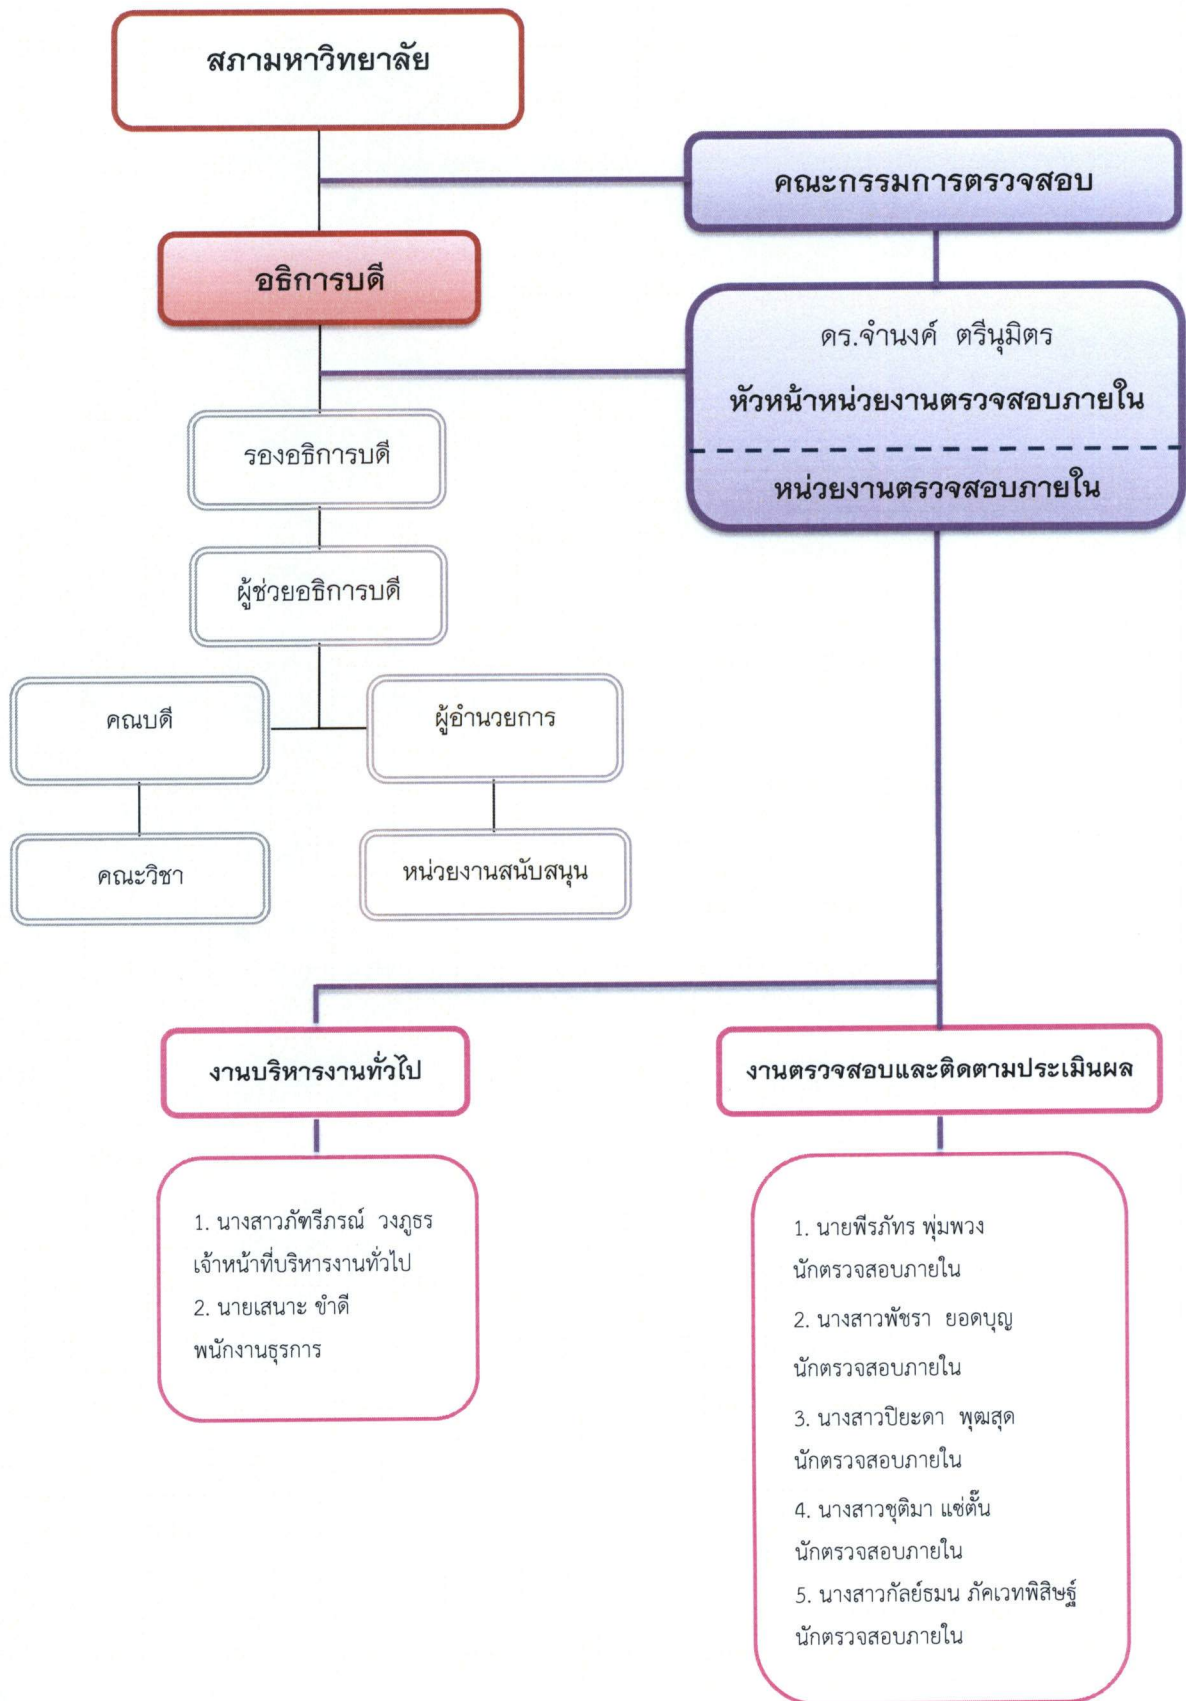 สภามหาวิทยาลัย
คณะกรรมการตรวจสอบ
อธิการบดี
ดร.จำนงค์ ตรีนุมิตร
หัวหน้าหน่วยงานตรวจสอบภายใน
หน่วยงานตรวจสอบภายใน
รองอธิการบดี
ผู้ช่วยอธิการบดี
คณบดี
ผู้อำนวยการ
คณะวิชา
หน่วยงานสนับสนุน
งานบริหารงานทั่วไป
งานตรวจสอบและติดตามประเมินผล
1. นางสาวภัฑรีภรณ์ วงภูธร
เจ้าหน้าที่บริหารงานทั่วไป
2. นายเสนาะ ขำดี
พนักงานธุรการ
1. นายพีรภัทร พุ่มพวง
นักตรวจสอบภายใน
2. นางสาวพัชรา ยอดบุญ
นักตรวจสอบภายใน
3. นางสาวปิยะดา พุฒสุด
นักตรวจสอบภายใน
4. นางสาวชุติมา แซ่ตั๊น
นักตรวจสอบภายใน
5. นางสาวกัลย์ธมน ภัคเวทพิสิษฐ์
นักตรวจสอบภายใน